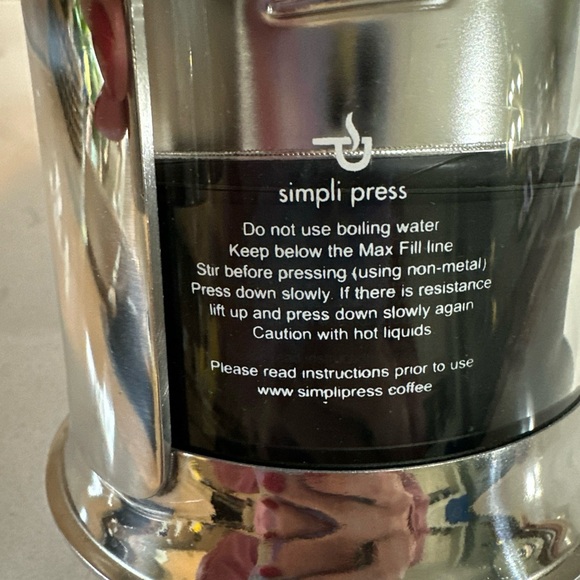 simpli press
Do not use boiling water
Keep below the Max Fill line
Stir before pressing (using non-metal)
Press down slowly. If there is resistance
lift up and press down slowly again
Caution with hot liquids
Please read instructions prior to use
www.simplipress.coffee